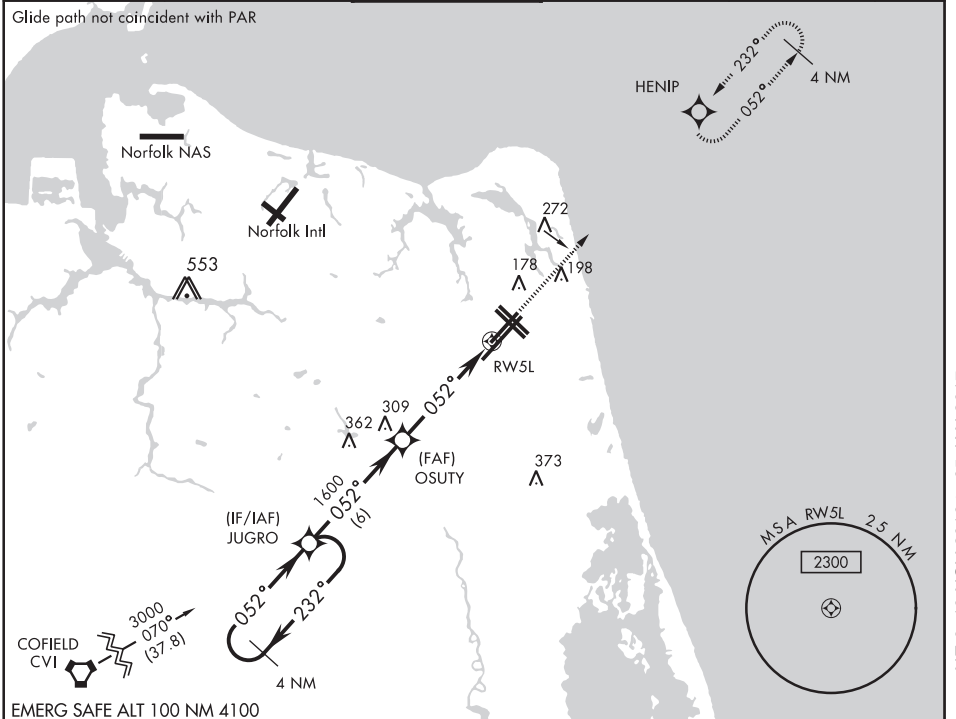 Glide path not coincident with PAR
232°
4 NM
HENIP
052°
Norfolk NAS
Norfolk Intl
272
553
178
198
RW5L
052°
309
362
(FAF)
OSUTY
373
1600
052°
(6)
(IF/IAF)
JUGRO
MSA RW5L 25 NM
2300
052°
232°
3000
070°
(37.8)
COFIELD
CVI
4 NM
EMERG SAFE ALT 100 NM 4100